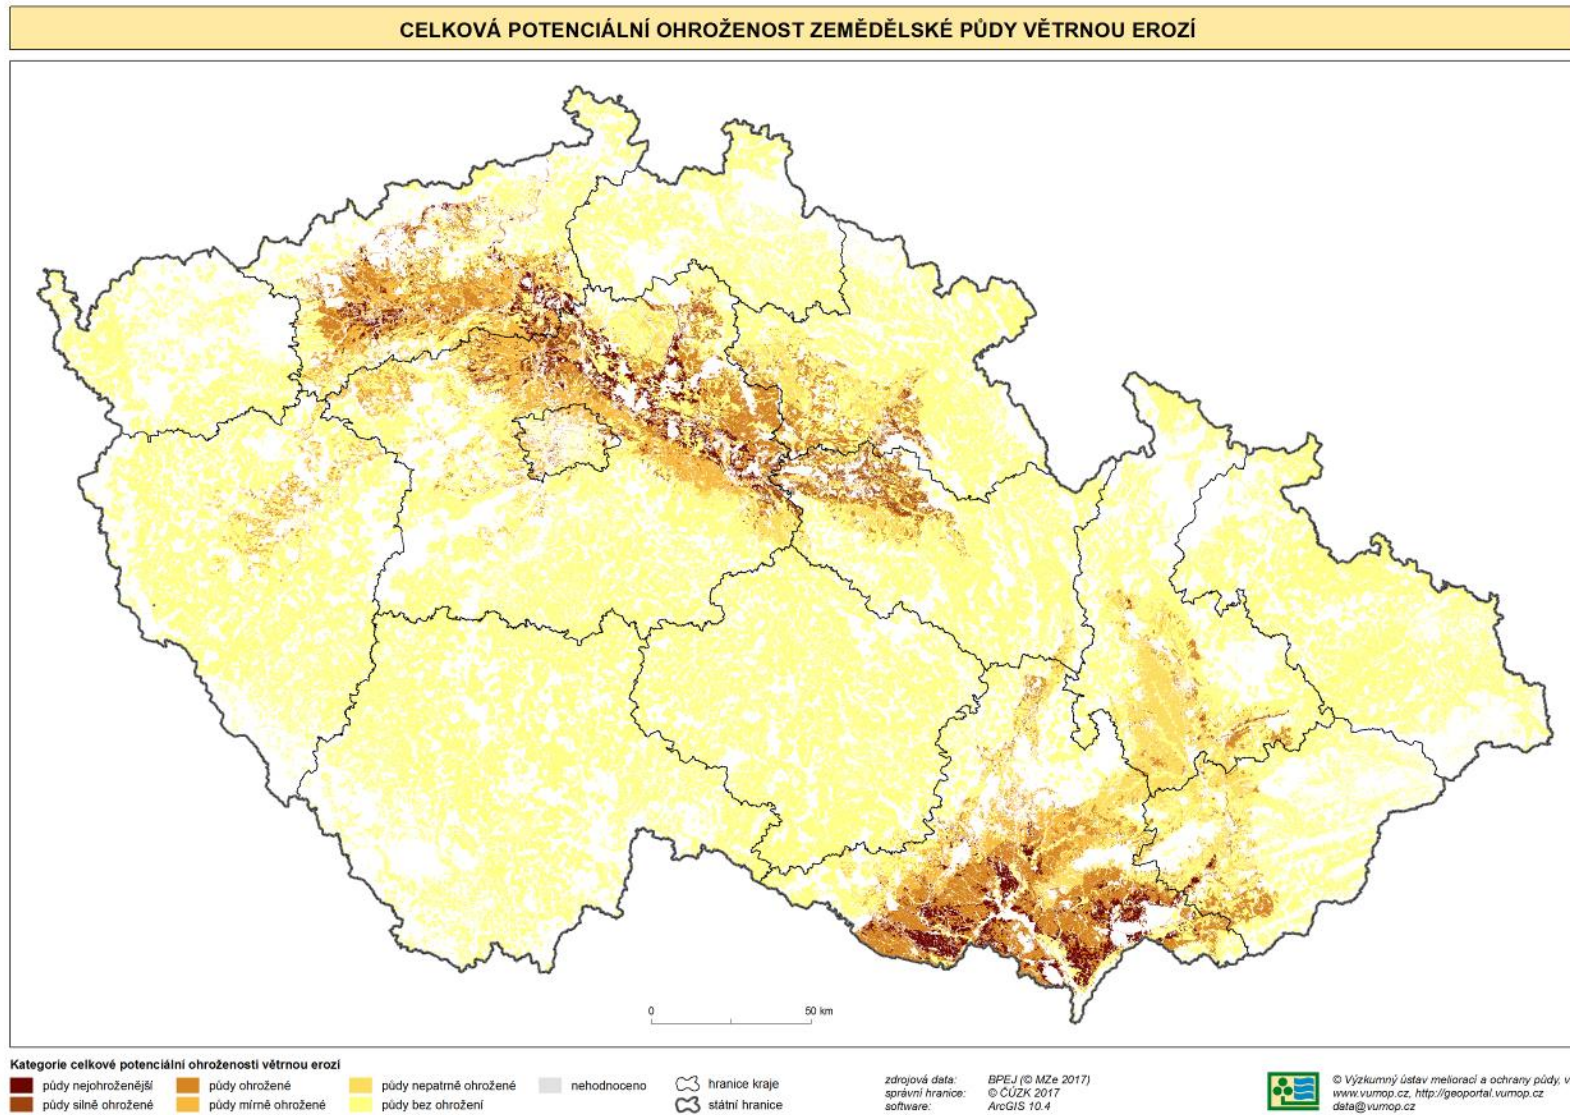 CELKOVÁ POTENCIÁLNÍ OHROŽENOST ZEMĚDĚLSKÉ PŮDY VĚTRNOU EROZÍ
0 50 km
Kategorie celkové potenciální ohroženosti větrnou erozí
půdy nejohroženější
půdy silně ohrožené
půdy ohrožené
půdy mírně ohrožené
půdy nepatrně ohrožené
půdy bez ohrožení
nehodnoceno
hranice kraje
státní hranice
zdrojová data: BPEJ (© MZe 2017)
správní hranice: © ČÚZK 2017
software: ArcGIS 10.4
© Výzkumný ústav meliorací a ochrany půdy, v
www.vumop.cz, http://geoportal.vumop.cz
data@vumop.cz